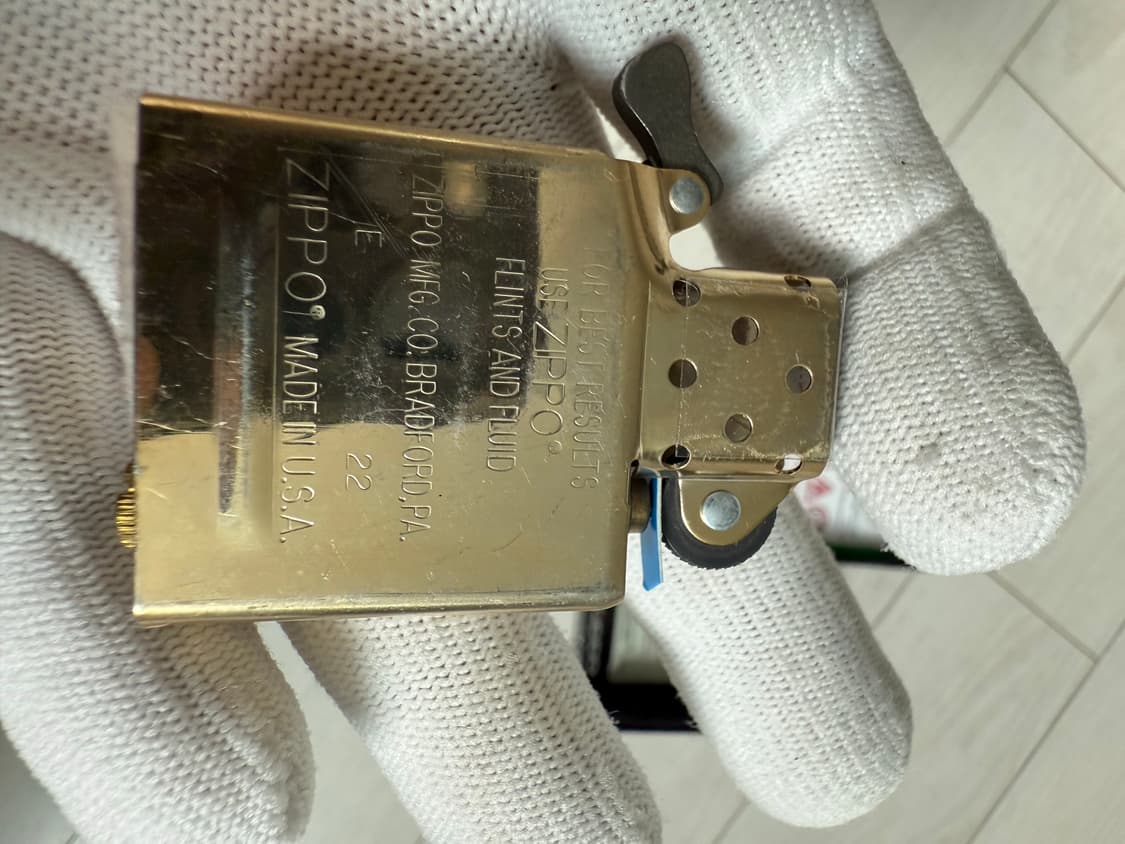 FOR BEST RESULTS
USE ZIPPO®
FLINTS AND FLUID
ZIPPO MFG. CO. BRADFORD, PA.
E 22
ZIPPO® MADE IN U.S.A.